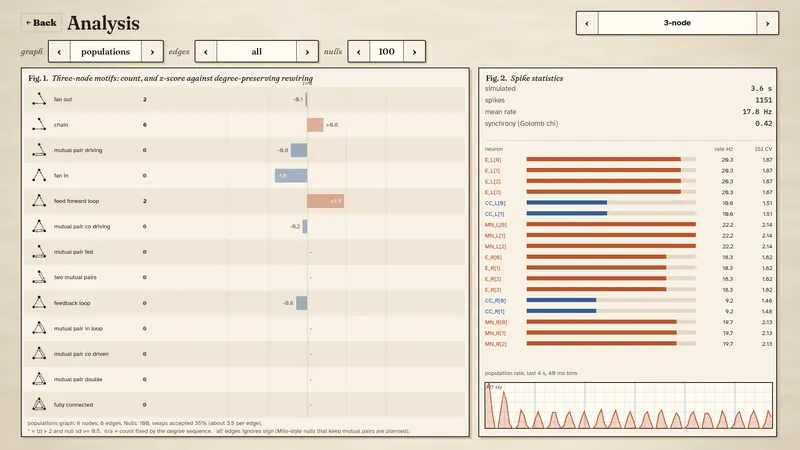 ← Back Analysis
‹ 3-node ›
graph ‹ populations › edges ‹ all › nulls ‹ 100 ›
Fig. 1. Three-node motifs: count, and z-score against degree-preserving rewiring
z=0
fan out 2 -0.1
chain 6 +0.8
mutual pair driving 0 -0.8
fan in 0
feed forward loop 2
mutual pair co driving 0 -0.2
mutual pair fed 0 –
two mutual pairs 0 –
feedback loop 0 -0.6
mutual pair in loop 0 –
mutual pair co driven 0 –
mutual pair double 0 –
fully connected 0 –
populations graph: 6 nodes, 8 edges. Nulls: 100, swaps accepted 35% (about 3.5 per edge).
* = |z| > 2 and null sd >= 0.5. n/a = count fixed by the degree sequence. 'all' edges ignores sign (Milo-style nulls that keep mutual pairs are planned).
Fig. 2. Spike statistics
simulated 3.6 s
spikes 1151
mean rate 17.8 Hz
synchrony (Golomb chi) 0.42
neuron rate Hz ISI CV
E_L[0] 20.3 1.87
E_L[1] 20.3 1.87
E_L[2] 20.3 1.87
E_L[3] 20.3 1.87
CC_L[0] 10.6 1.51
CC_L[1] 10.6 1.51
MN_L[0] 22.2 2.14
MN_L[1] 22.2 2.14
MN_L[2] 22.2 2.14
E_R[0] 18.3 1.82
E_R[1] 18.3 1.82
E_R[2] 18.3 1.82
E_R[3] 18.3 1.82
CC_R[0] 9.2 1.48
CC_R[1] 9.2 1.48
MN_R[0] 19.7 2.13
MN_R[1] 19.7 2.13
MN_R[2] 19.7 2.13
population rate, last 4 s, 40 ms bins
Hz